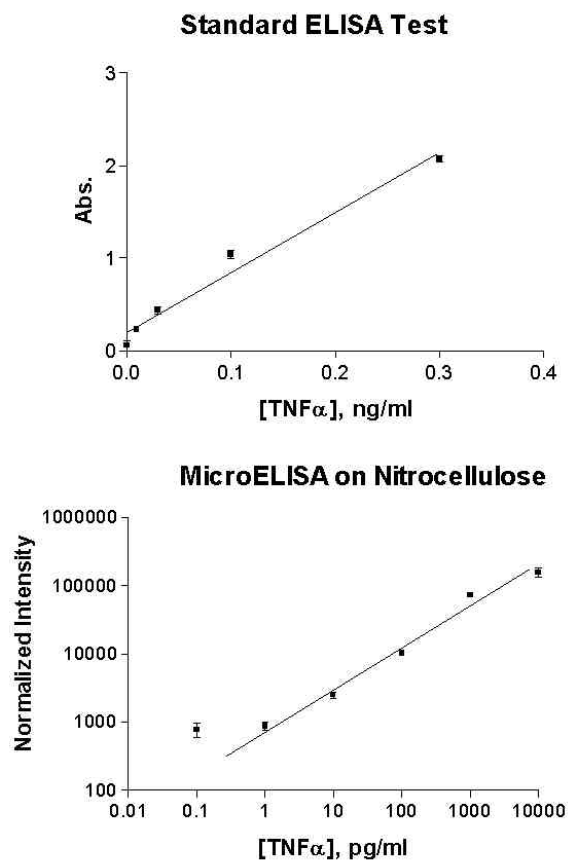 Standard ELISA Test
3
2
1
0
Abs.
0.0 0.1 0.2 0.3 0.4
[TNFα], ng/ml
MicroELISA on Nitrocellulose
1000000
100000
10000
1000
100
Normalized Intensity
0.01 0.1 1 10 100 1000 10000
[TNFα], pg/ml